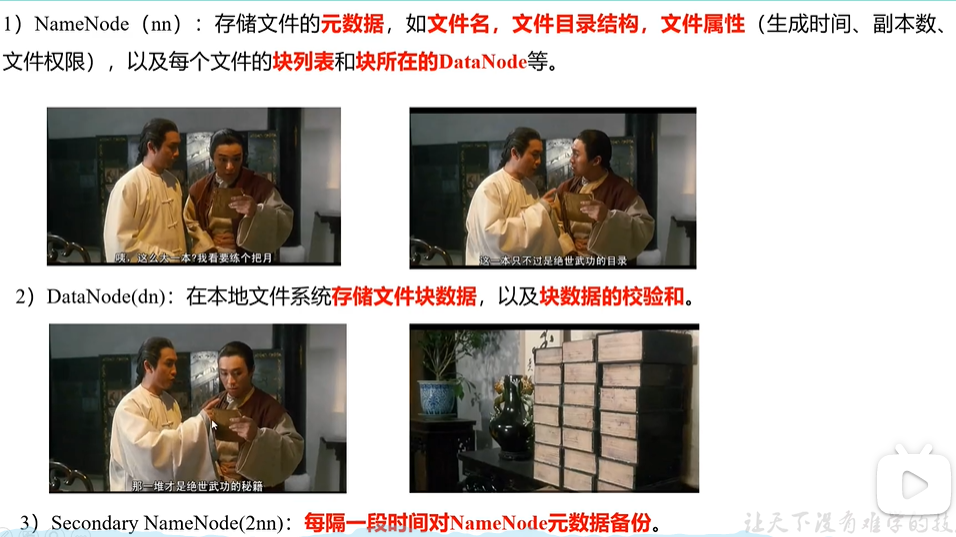 1）NameNode（nn）：存储文件的元数据，如文件名，文件目录结构，文件属性（生成时间、副本数、
文件权限），以及每个文件的块列表和块所在的DataNode等。
咦，这么大一本?我看要练个把月
这一本只不过是绝世武功的目录
2）DataNode(dn)：在本地文件系统存储文件块数据，以及块数据的校验和。
那一堆才是绝世武功的秘籍
3）Secondary NameNode(2nn)：每隔一段时间对NameNode元数据备份。
让天下没有难学的技